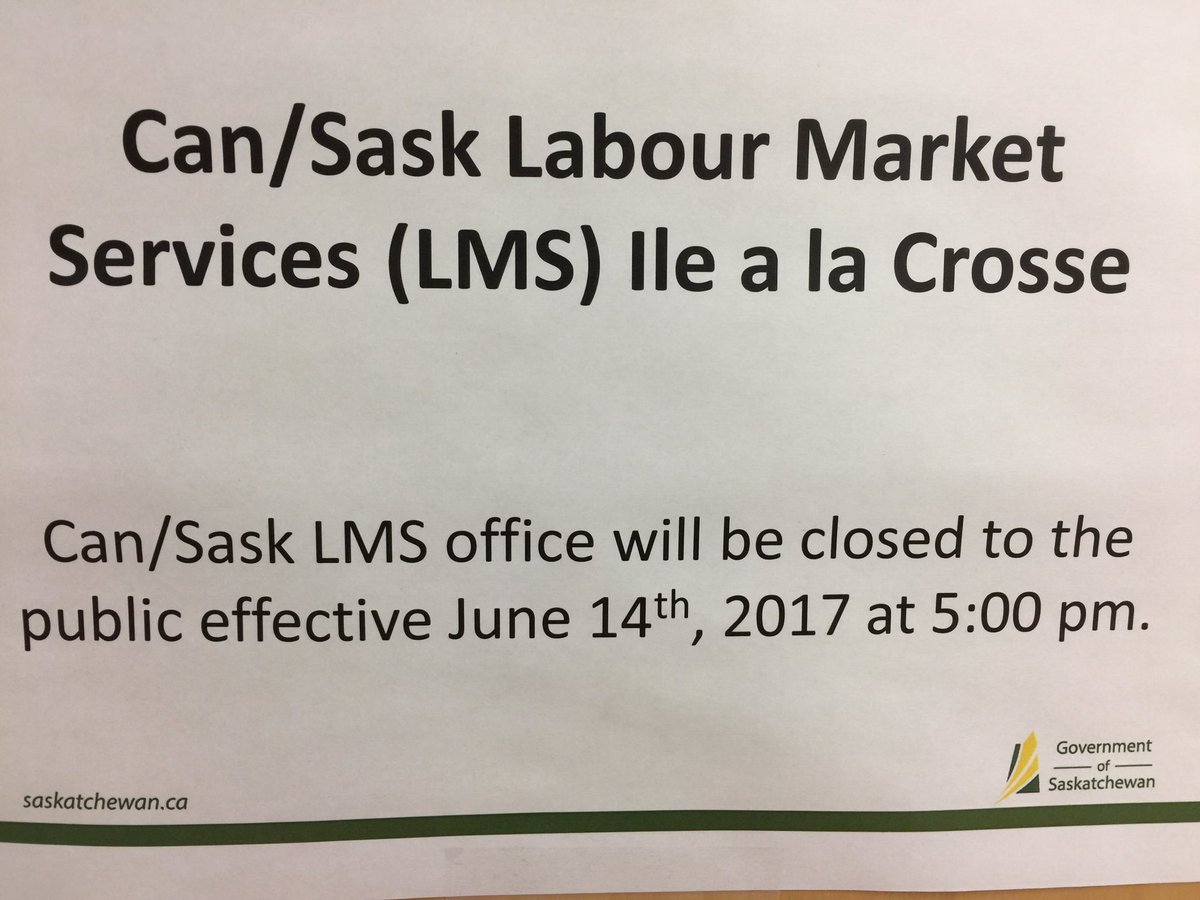 Can/Sask Labour Market
Services (LMS) Ile a la Crosse
Can/Sask LMS office will be closed to the
public effective June 14th, 2017 at 5:00 pm.
saskatchewan.ca
Government
of
Saskatchewan